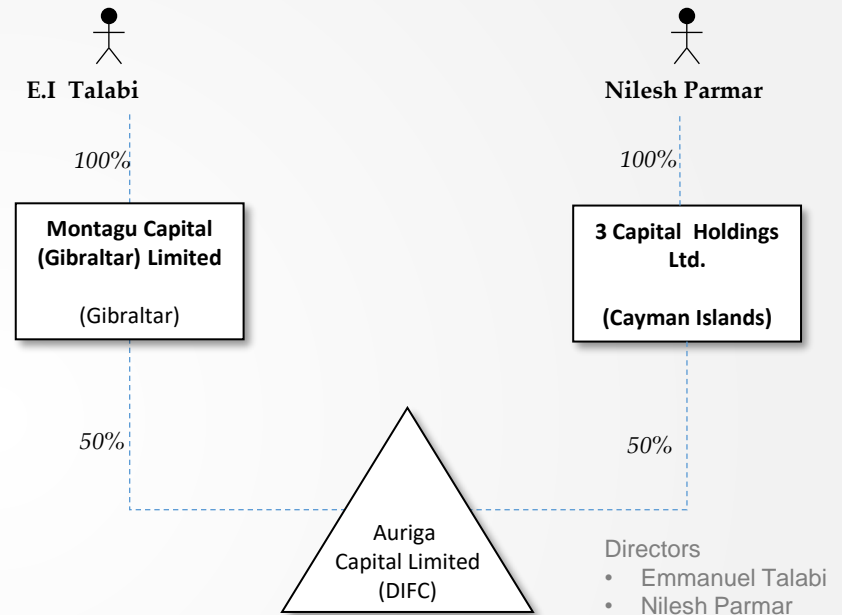 E.I Talabi
Nilesh Parmar
100%
100%
Montagu Capital
(Gibraltar) Limited
(Gibraltar)
3 Capital Holdings
Ltd.
(Cayman Islands)
50%
50%
Auriga
Capital Limited
(DIFC)
Directors
• Emmanuel Talabi
• Nilesh Parmar